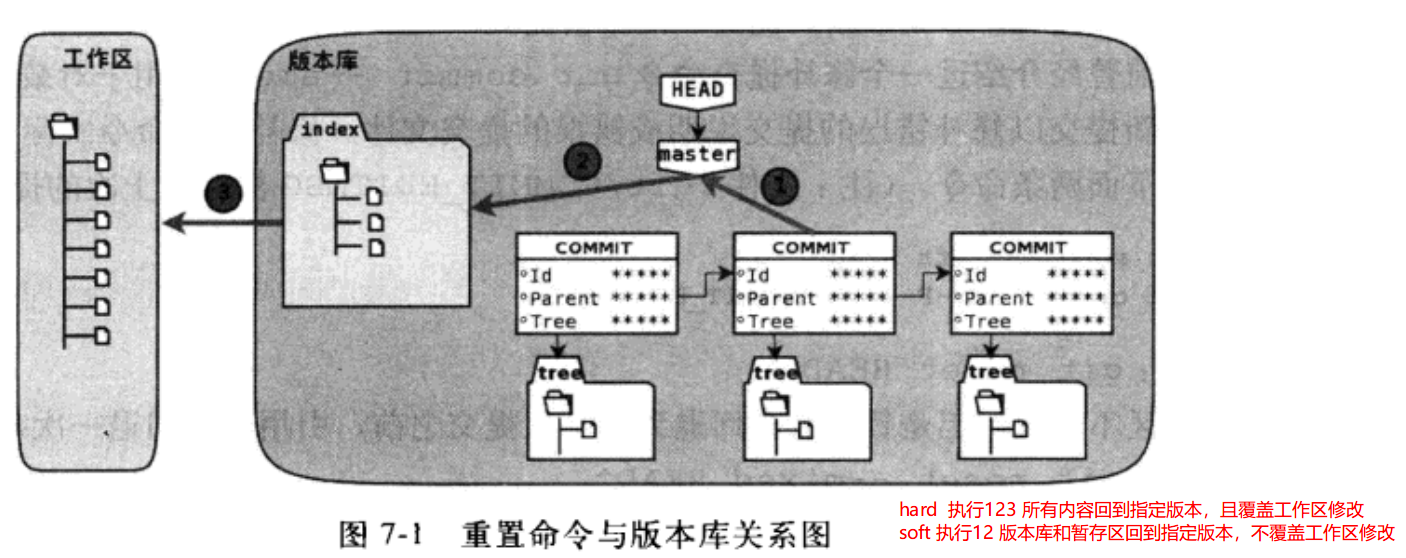 工作区
版本库
HEAD
index
master
2
1
3
COMMIT
Id *****
Parent *****
Tree *****
COMMIT
Id *****
Parent *****
Tree *****
COMMIT
Id *****
Parent *****
Tree *****
tree
tree
tree
图 7-1 重置命令与版本库关系图
hard 执行123 所有内容回到指定版本，且覆盖工作区修改
soft 执行12 版本库和暂存区回到指定版本，不覆盖工作区修改